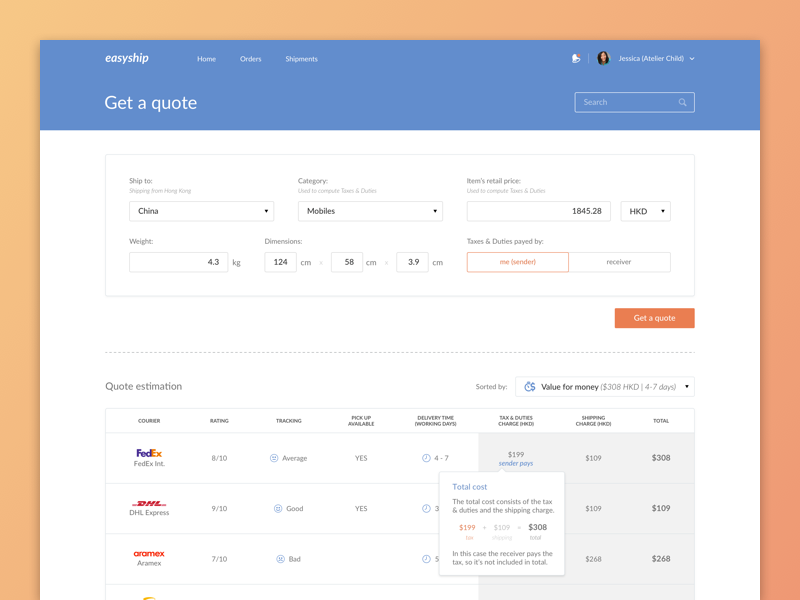 easyship
Home
Orders
Shipments
Jessica (Atelier Child)
Get a quote
Search
Ship to:
Shipping from Hong Kong
China
Category:
Used to compute Taxes & Duties
Mobiles
Item's retail price:
Used to compute Taxes & Duties
1845.28
HKD
Weight:
4.3 kg
Dimensions:
124 cm x 58 cm x 3.9 cm
Taxes & Duties payed by:
me (sender)
receiver
Get a quote
Quote estimation
Sorted by:
Value for money ($308 HKD | 4-7 days)
COURIER
RATING
TRACKING
PICK UP
AVAILABLE
DELIVERY TIME
(WORKING DAYS)
TAX & DUTIES
CHARGE (HKD)
SHIPPING
CHARGE (HKD)
TOTAL
FedEx
FedEx Int.
8/10
Average
YES
4 - 7
$199
sender pays
$109
$308
DHL
DHL Express
9/10
Good
YES
3
$109
$109
aramex
Aramex
7/10
Bad
5
$268
$268
Total cost
The total cost consists of the tax
& duties and the shipping charge.
$199 + $109 = $308
tax shipping total
In this case the receiver pays the
tax, so it's not included in total.